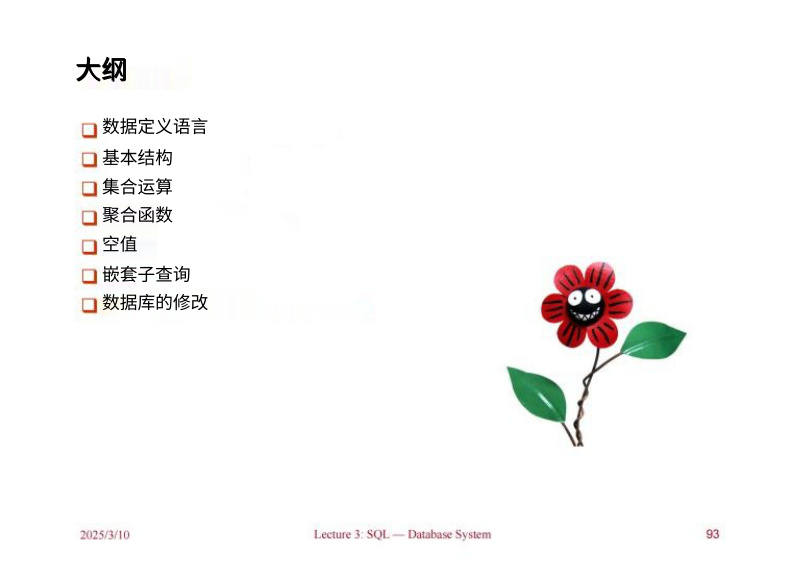 大纲
数据定义语言
基本结构
集合运算
聚合函数
空值
嵌套子查询
数据库的修改
2025/3/10
Lecture 3: SQL — Database System
93